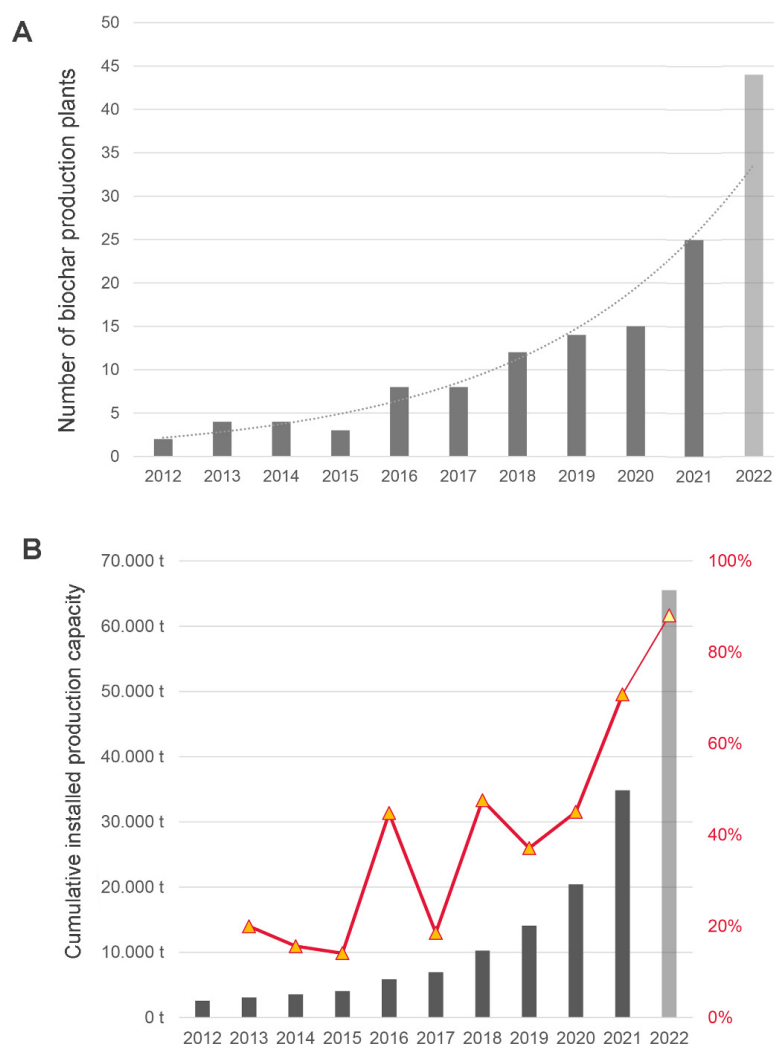 A
Number of biochar production plants
50
45
40
35
30
25
20
15
10
5
0
2012 2013 2014 2015 2016 2017 2018 2019 2020 2021 2022
B
Cumulative installed production capacity
70.000 t 100%
60.000 t
80%
50.000 t
60%
40.000 t
30.000 t
40%
20.000 t
20%
10.000 t
0 t 0%
2012 2013 2014 2015 2016 2017 2018 2019 2020 2021 2022